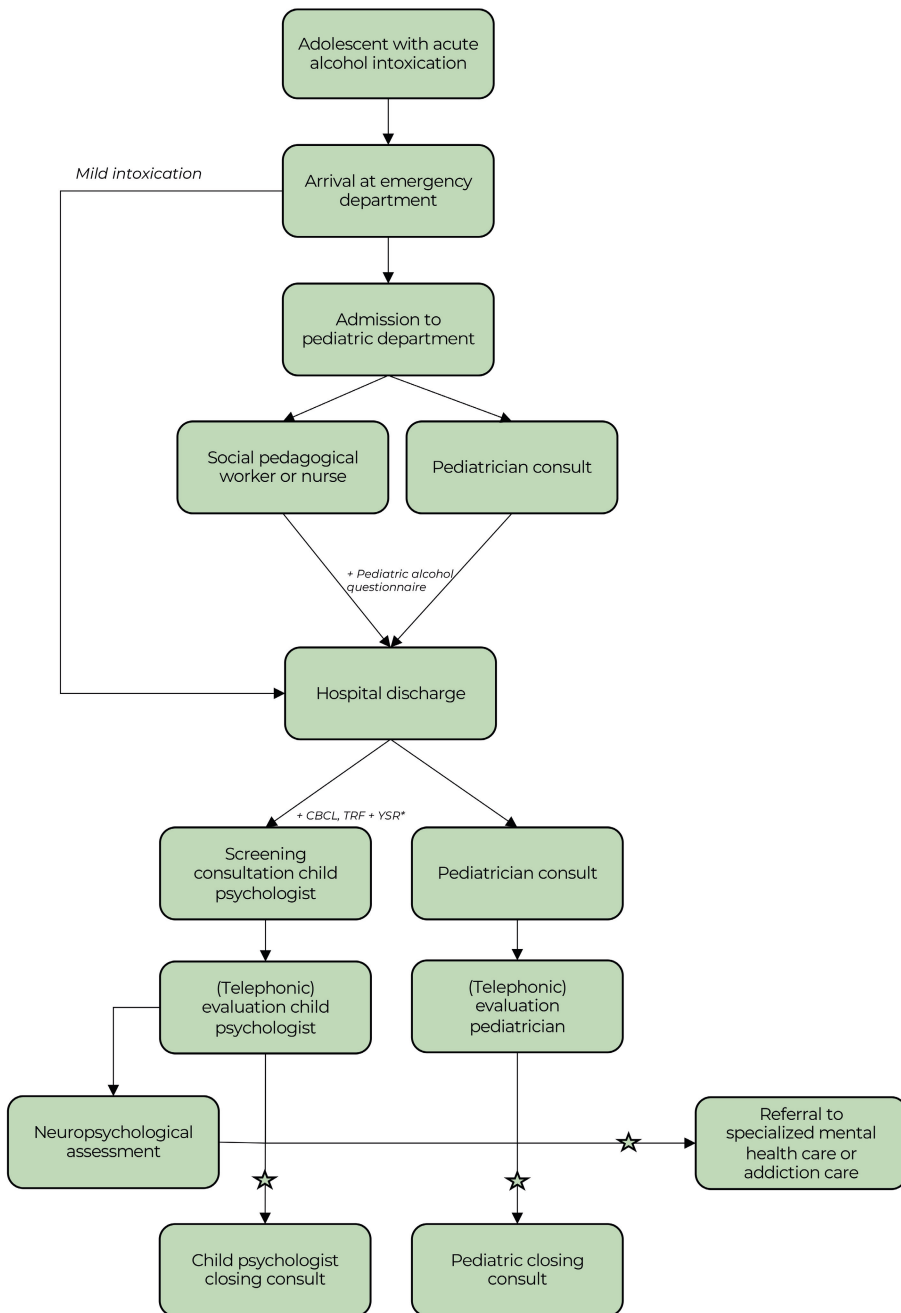 Adolescent with acute
alcohol intoxication
Mild intoxication
Arrival at emergency
department
Admission to
pediatric department
Social pedagogical
worker or nurse
Pediatrician consult
+ Pediatric alcohol
questionnaire
Hospital discharge
+ CBCL, TRF + YSR*
Screening
consultation child
psychologist
Pediatrician consult
(Telephonic)
evaluation child
psychologist
(Telephonic)
evaluation
pediatrician
Neuropsychological
assessment
Referral to
specialized mental
health care or
addiction care
Child psychologist
closing consult
Pediatric closing
consult